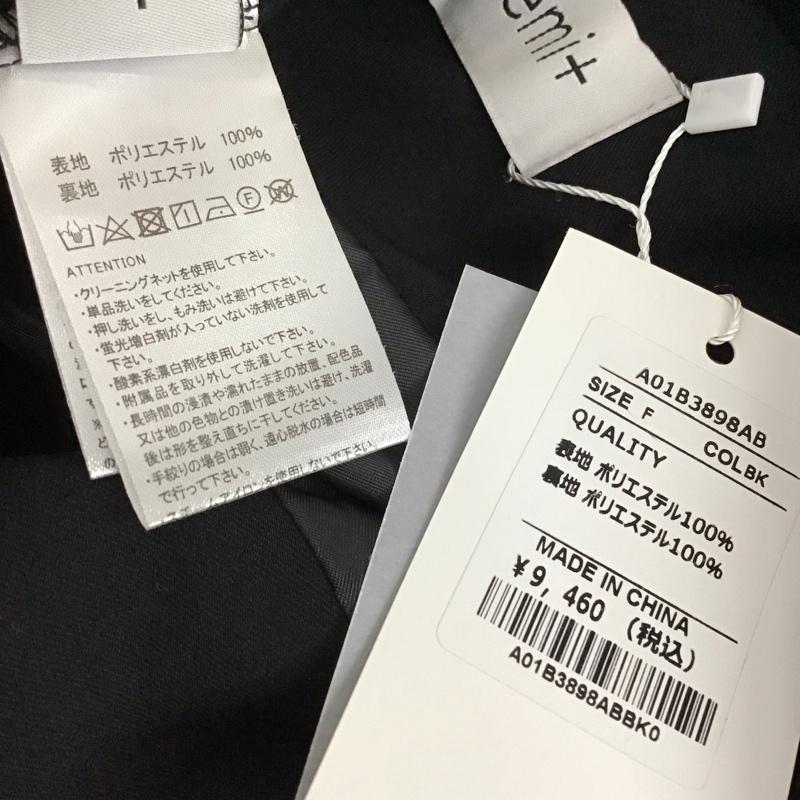 emi+
表地 ポリエステル 100%
裏地 ポリエステル 100%
F
W
ATTENTION
・クリーニングネットを使用して下さい。
・単品洗いをしてください。
・押し洗いをし、もみ洗いは避けて下さい。
・蛍光増白剤が入っていない洗剤を使用して
下さい。
・酸素系漂白剤を使用しないで下さい。
・附属品を取り外して洗濯して下さい。
・長時間の浸漬や濡れたままの放置、配色品
又は他の色物との漬け置き洗いは避け、洗濯
後は形を整え直ちに干してください。
・手絞りの場合は弱く、遠心脱水の場合は短時間
で行って下さい。
A01B3898AB
SIZE F COLBK
QUALITY
表地 ポリエステル100%
裏地 ポリエステル100%
MADE IN CHINA
¥9, 460 (税込)
A01B3898ABBK0